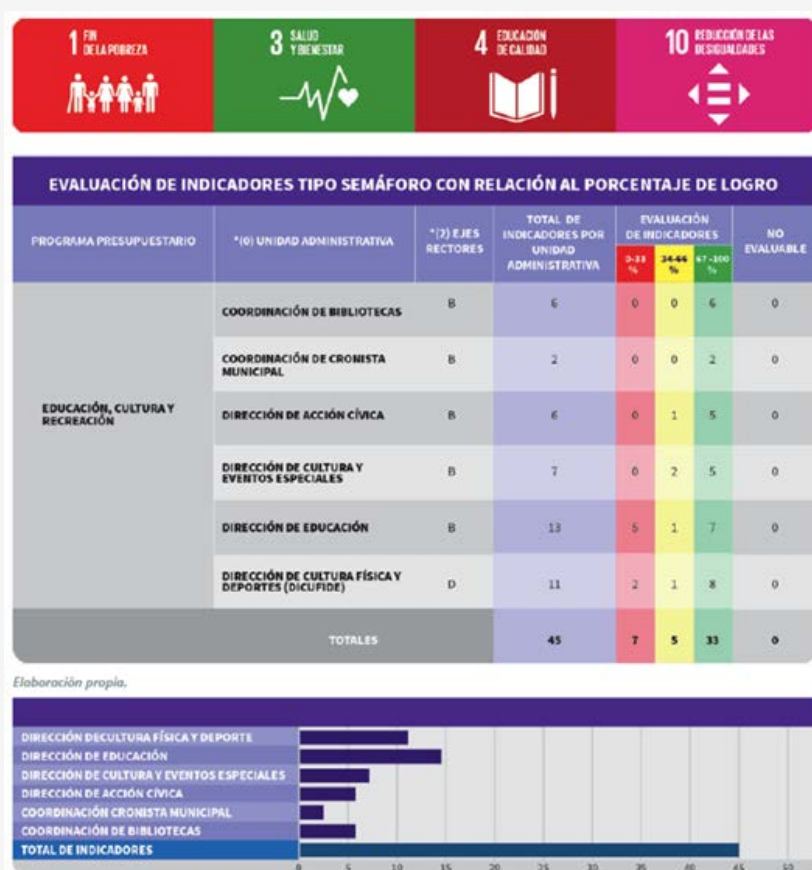 1 FIN
DE LA POBREZA
3 SALUD
Y BIENESTAR
4 EDUCACIÓN
DE CALIDAD
10 REDUCCIÓN DE LAS
DESIGUALDADES
EVALUACIÓN DE INDICADORES TIPO SEMÁFORO CON RELACIÓN AL PORCENTAJE DE LOGRO
PROGRAMA PRESUPUESTARIO
*(0) UNIDAD ADMINISTRATIVA
*(2) EJES
RECTORES
TOTAL DE
INDICADORES POR
UNIDAD
ADMINISTRATIVA
EVALUACIÓN
DE INDICADORES
0-33
%
34-66
%
67-100
%
NO
EVALUABLE
EDUCACIÓN, CULTURA Y
RECREACIÓN
COORDINACIÓN DE BIBLIOTECAS B 6 0 0 6 0
COORDINACIÓN DE CRONISTA
MUNICIPAL B 2 0 0 2 0
DIRECCIÓN DE ACCIÓN CÍVICA B 6 0 1 5 0
DIRECCIÓN DE CULTURA Y
EVENTOS ESPECIALES B 7 0 2 5 0
DIRECCIÓN DE EDUCACIÓN B 13 5 1 7 0
DIRECCIÓN DE CULTURA FÍSICA Y
DEPORTES (DICUFIDE) D 11 2 1 8 0
TOTALES 45 7 5 33 0
Elaboración propia.
DIRECCIÓN DECULTURA FÍSICA Y DEPORTE
DIRECCIÓN DE EDUCACIÓN
DIRECCIÓN DE CULTURA Y EVENTOS ESPECIALES
DIRECCIÓN DE ACCIÓN CÍVICA
COORDINACIÓN CRONISTA MUNICIPAL
COORDINACIÓN DE BIBLIOTECAS
TOTAL DE INDICADORES
0 5 10 15 20 25 30 35 40 45 50